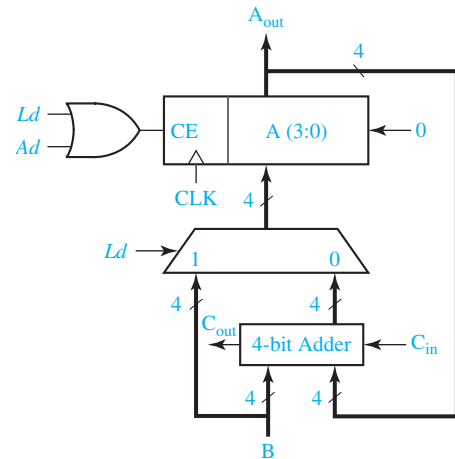 A_out
4
Ld
Ad
CE
A (3:0)
0
CLK
4
Ld
1
0
4
4
C_out
4-bit Adder
C_in
4
4
B